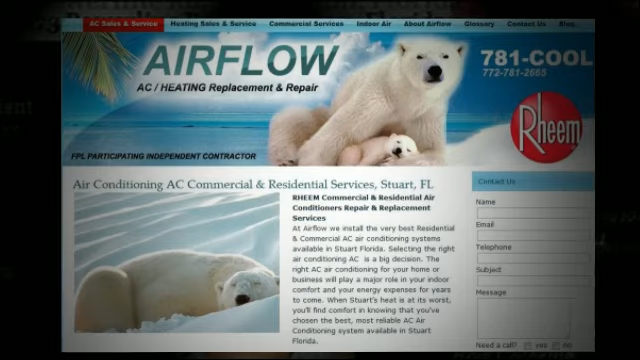 AC Sales & Service Heating Sales & Service Commercial Services Indoor Air About Airflow Glossary Contact Us Blog
AIRFLOW
AC / HEATING Replacement & Repair
781-COOL
772-781-2665
Rheem
FPL PARTICIPATING INDEPENDENT CONTRACTOR
Air Conditioning AC Commercial & Residential Services, Stuart, FL
RHEEM Commercial & Residential Air
Conditioners Repair & Replacement
Services
At Airflow we install the very best Residential
& Commercial AC air conditioning systems
available in Stuart Florida. Selecting the right
air conditioning AC is a big decision. The
right AC air conditioning for your home or
business will play a major role in your indoor
comfort and your energy expenses for years
to come. When Stuart's heat is at its worst,
you'll find comfort in knowing that you've
chosen the best, most reliable AC Air
Conditioning system available in Stuart
Florida.
Contact Us
Name
Email
Telephone
Subject
Message
Need a call? yes no